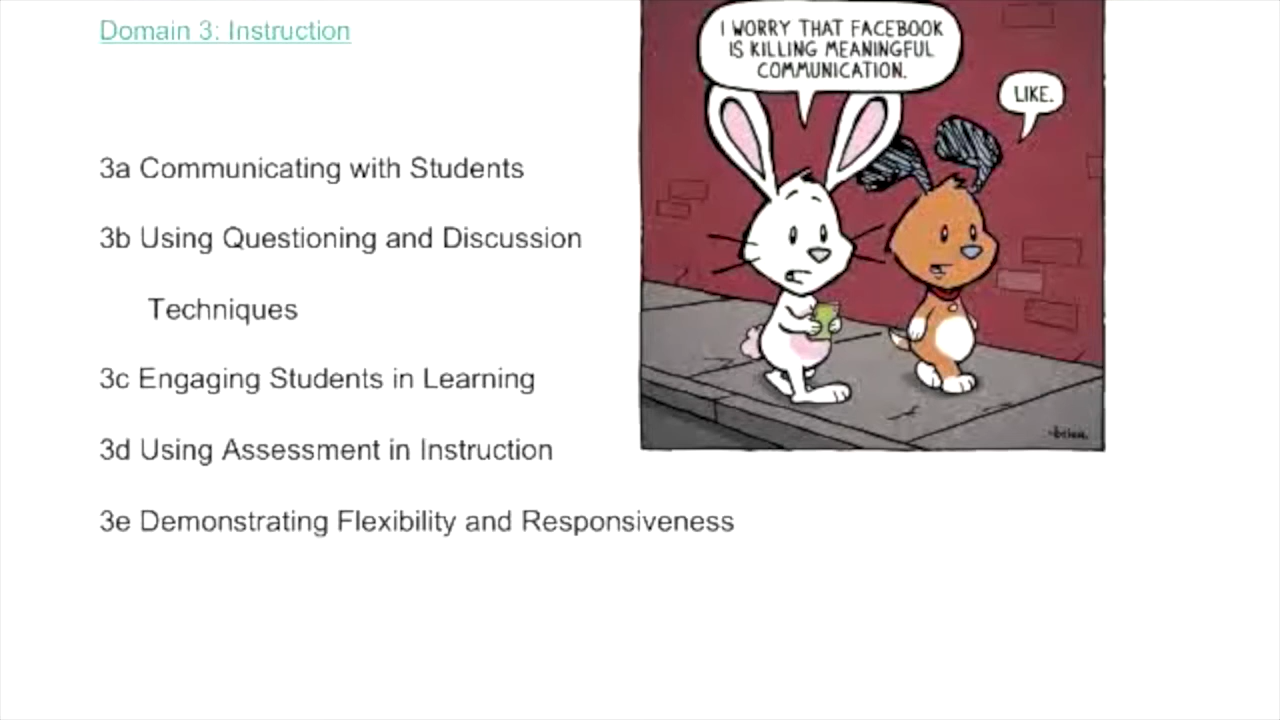 Domain 3: Instruction
I WORRY THAT FACEBOOK
IS KILLING MEANINGFUL
COMMUNICATION.
LIKE.
3a Communicating with Students
3b Using Questioning and Discussion
Techniques
3c Engaging Students in Learning
3d Using Assessment in Instruction
3e Demonstrating Flexibility and Responsiveness